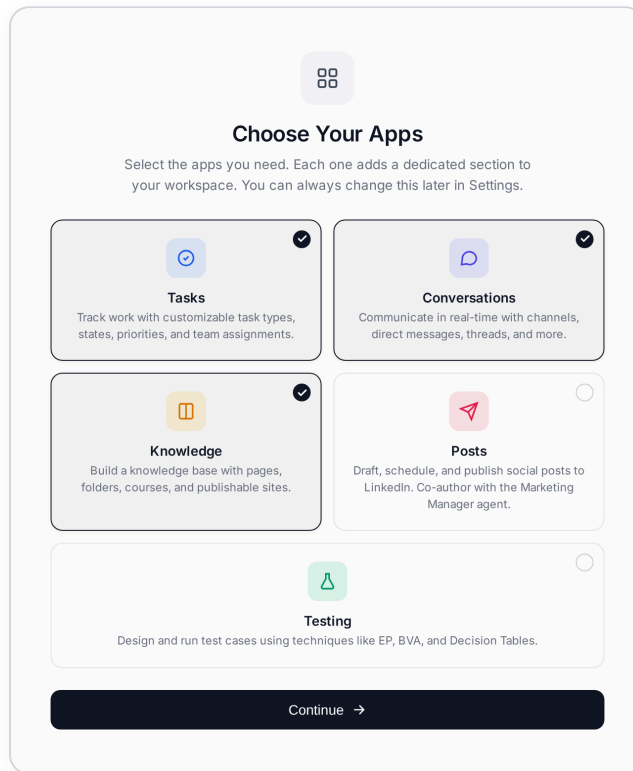 Choose Your Apps
Select the apps you need. Each one adds a dedicated section to
your workspace. You can always change this later in Settings.
Tasks
Track work with customizable task types,
states, priorities, and team assignments.
Conversations
Communicate in real-time with channels,
direct messages, threads, and more.
Knowledge
Build a knowledge base with pages,
folders, courses, and publishable sites.
Posts
Draft, schedule, and publish social posts to
LinkedIn. Co-author with the Marketing
Manager agent.
Testing
Design and run test cases using techniques like EP, BVA, and Decision Tables.
Continue →